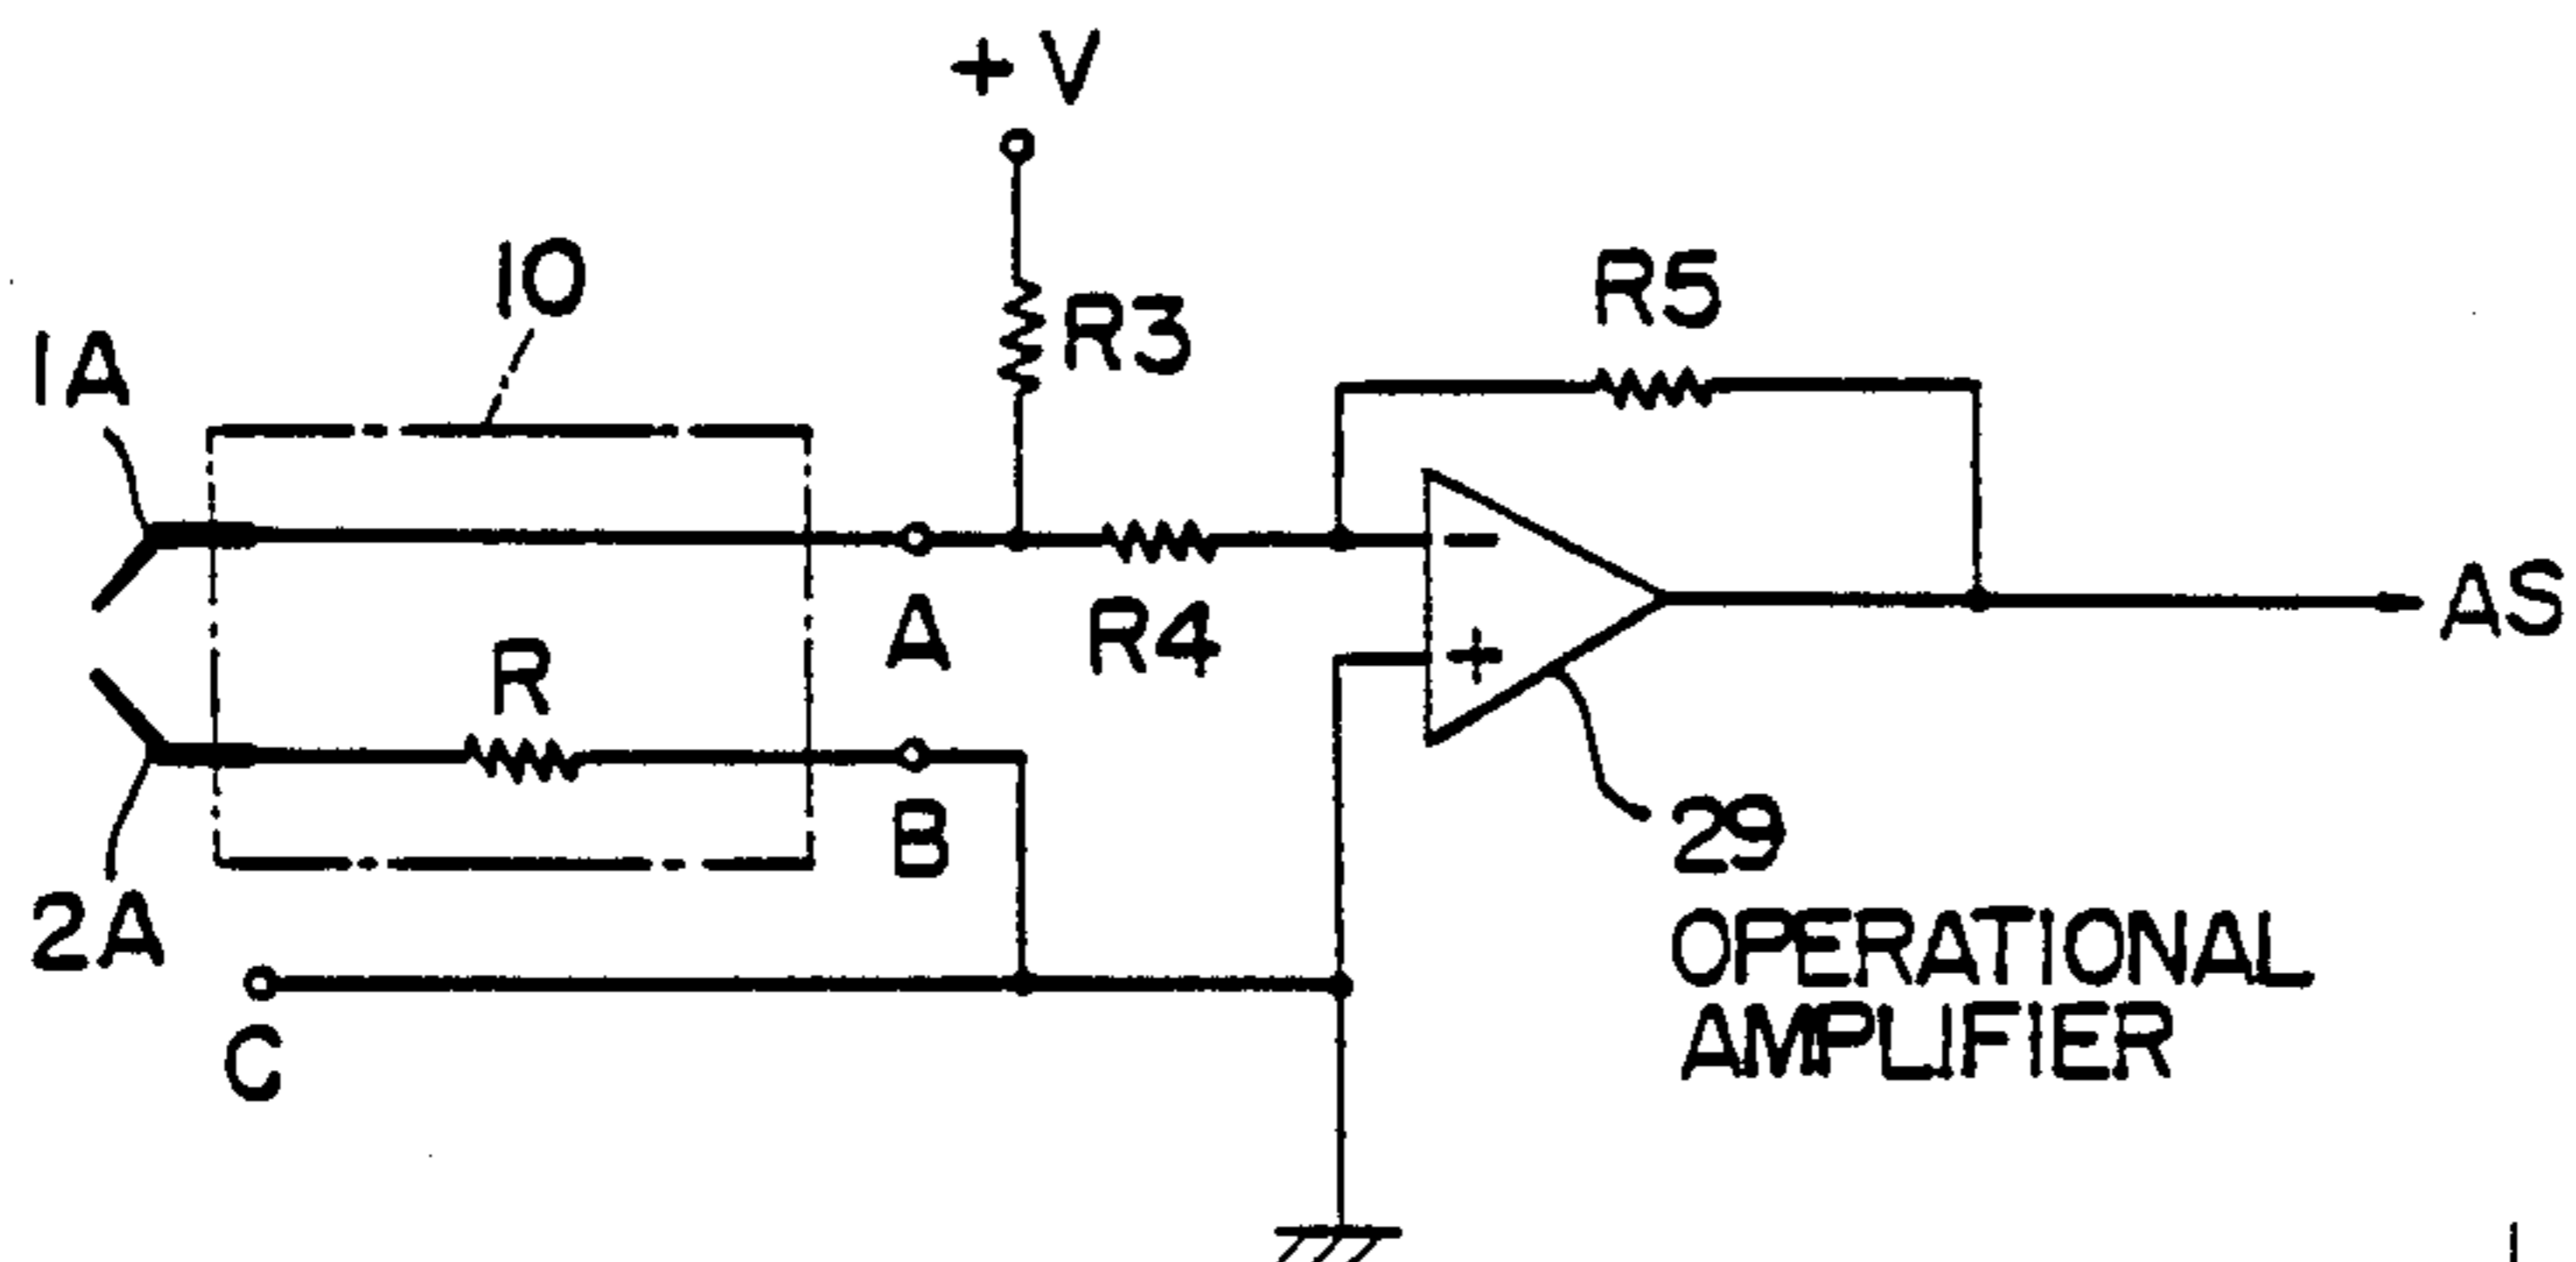 +V
10
R3
R5
1A
A
R4
-
+
AS
R
B
2A
29
OPERATIONAL
AMPLIFIER
C